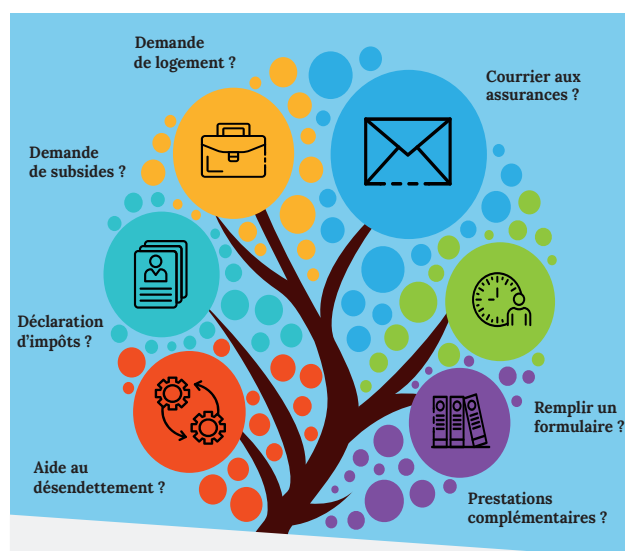 Demande
de logement ?
Courrier aux
assurances ?
Demande
de subsides ?
Déclaration
d'impôts ?
Remplir un
formulaire ?
Aide au
désendettement ?
Prestations
complémentaires ?